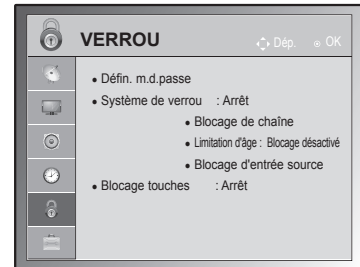 VERROU
Dép. OK
• Défin. m.d.passe
• Système de verrou : Arrêt
• Blocage de chaîne
• Limitation d'âge : Blocage désactivé
• Blocage d'entrée source
• Blocage touches : Arrêt